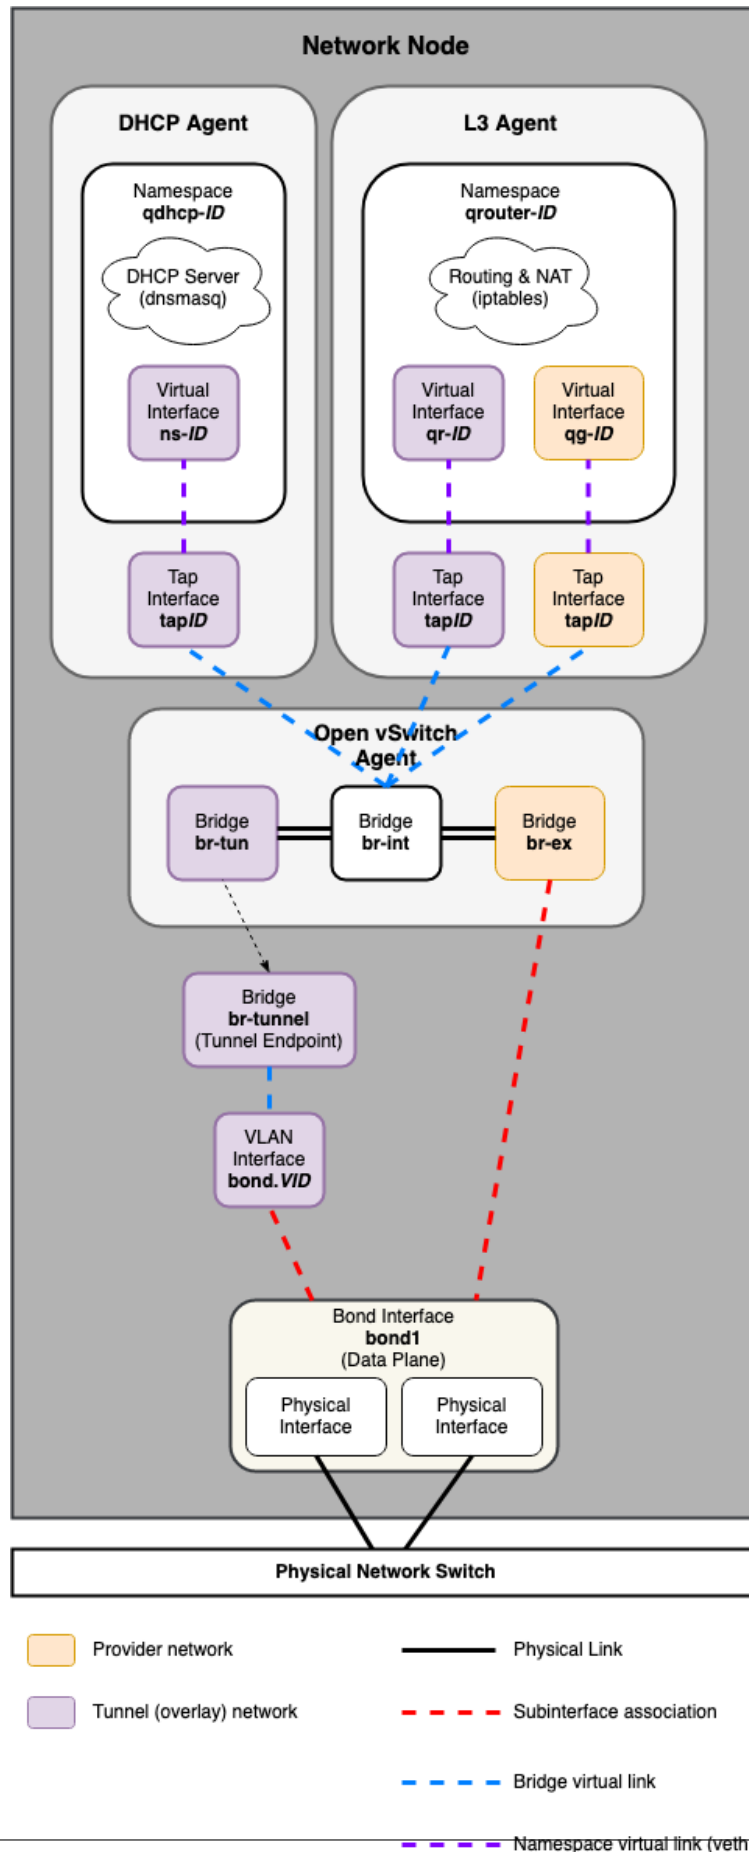 Network Node
DHCP Agent
Namespace
qdhcp-ID
DHCP Server
(dnsmasq)
Virtual
Interface
ns-ID
Tap
Interface
tapID
L3 Agent
Namespace
qrouter-ID
Routing & NAT
(iptables)
Virtual
Interface
qr-ID
Virtual
Interface
qg-ID
Tap
Interface
tapID
Tap
Interface
tapID
Open vSwitch
Agent
Bridge
br-tun
Bridge
br-int
Bridge
br-ex
Bridge
br-tunnel
(Tunnel Endpoint)
VLAN
Interface
bond.VID
Bond Interface
bond1
(Data Plane)
Physical
Interface
Physical
Interface
Physical Network Switch
Provider network
Tunnel (overlay) network
Physical Link
Subinterface association
Bridge virtual link
Namespace virtual link (veth